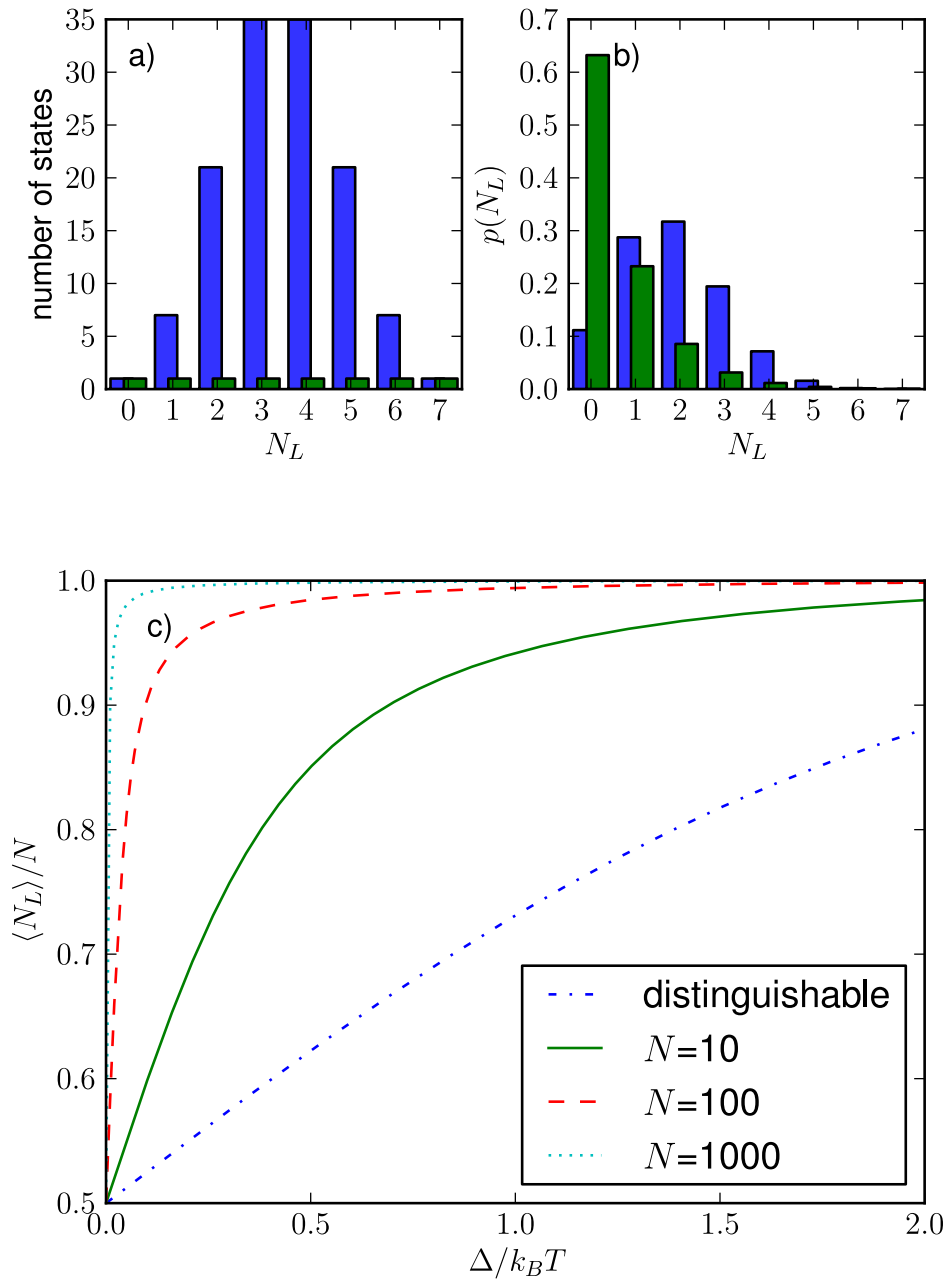 a)
number of states
35
30
25
20
15
10
5
0
0 1 2 3 4 5 6 7
N_L
b)
p(N_L)
0.7
0.6
0.5
0.4
0.3
0.2
0.1
0.0
0 1 2 3 4 5 6 7
N_L
c)
⟨N_L⟩/N
1.0
0.9
0.8
0.7
0.6
0.5
0.0 0.5 1.0 1.5 2.0
Δ/k_BT
distinguishable
N=10
N=100
N=1000